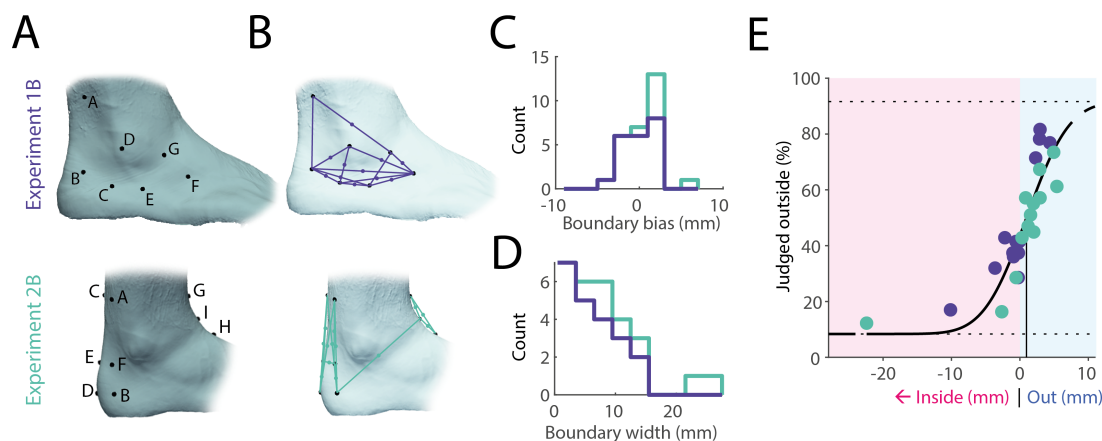 A
B
C
D
E
Experiment 1B
A
D
G
B
C
E
F
Experiment 2B
C
A
G
I
H
E
F
D
B
Count
15
10
5
0
-10
0
10
Boundary bias (mm)
Count
6
4
2
0
0
10
20
Boundary width (mm)
Judged outside (%)
100
80
60
40
20
0
-20
-10
0
10
← Inside (mm) | Out (mm)